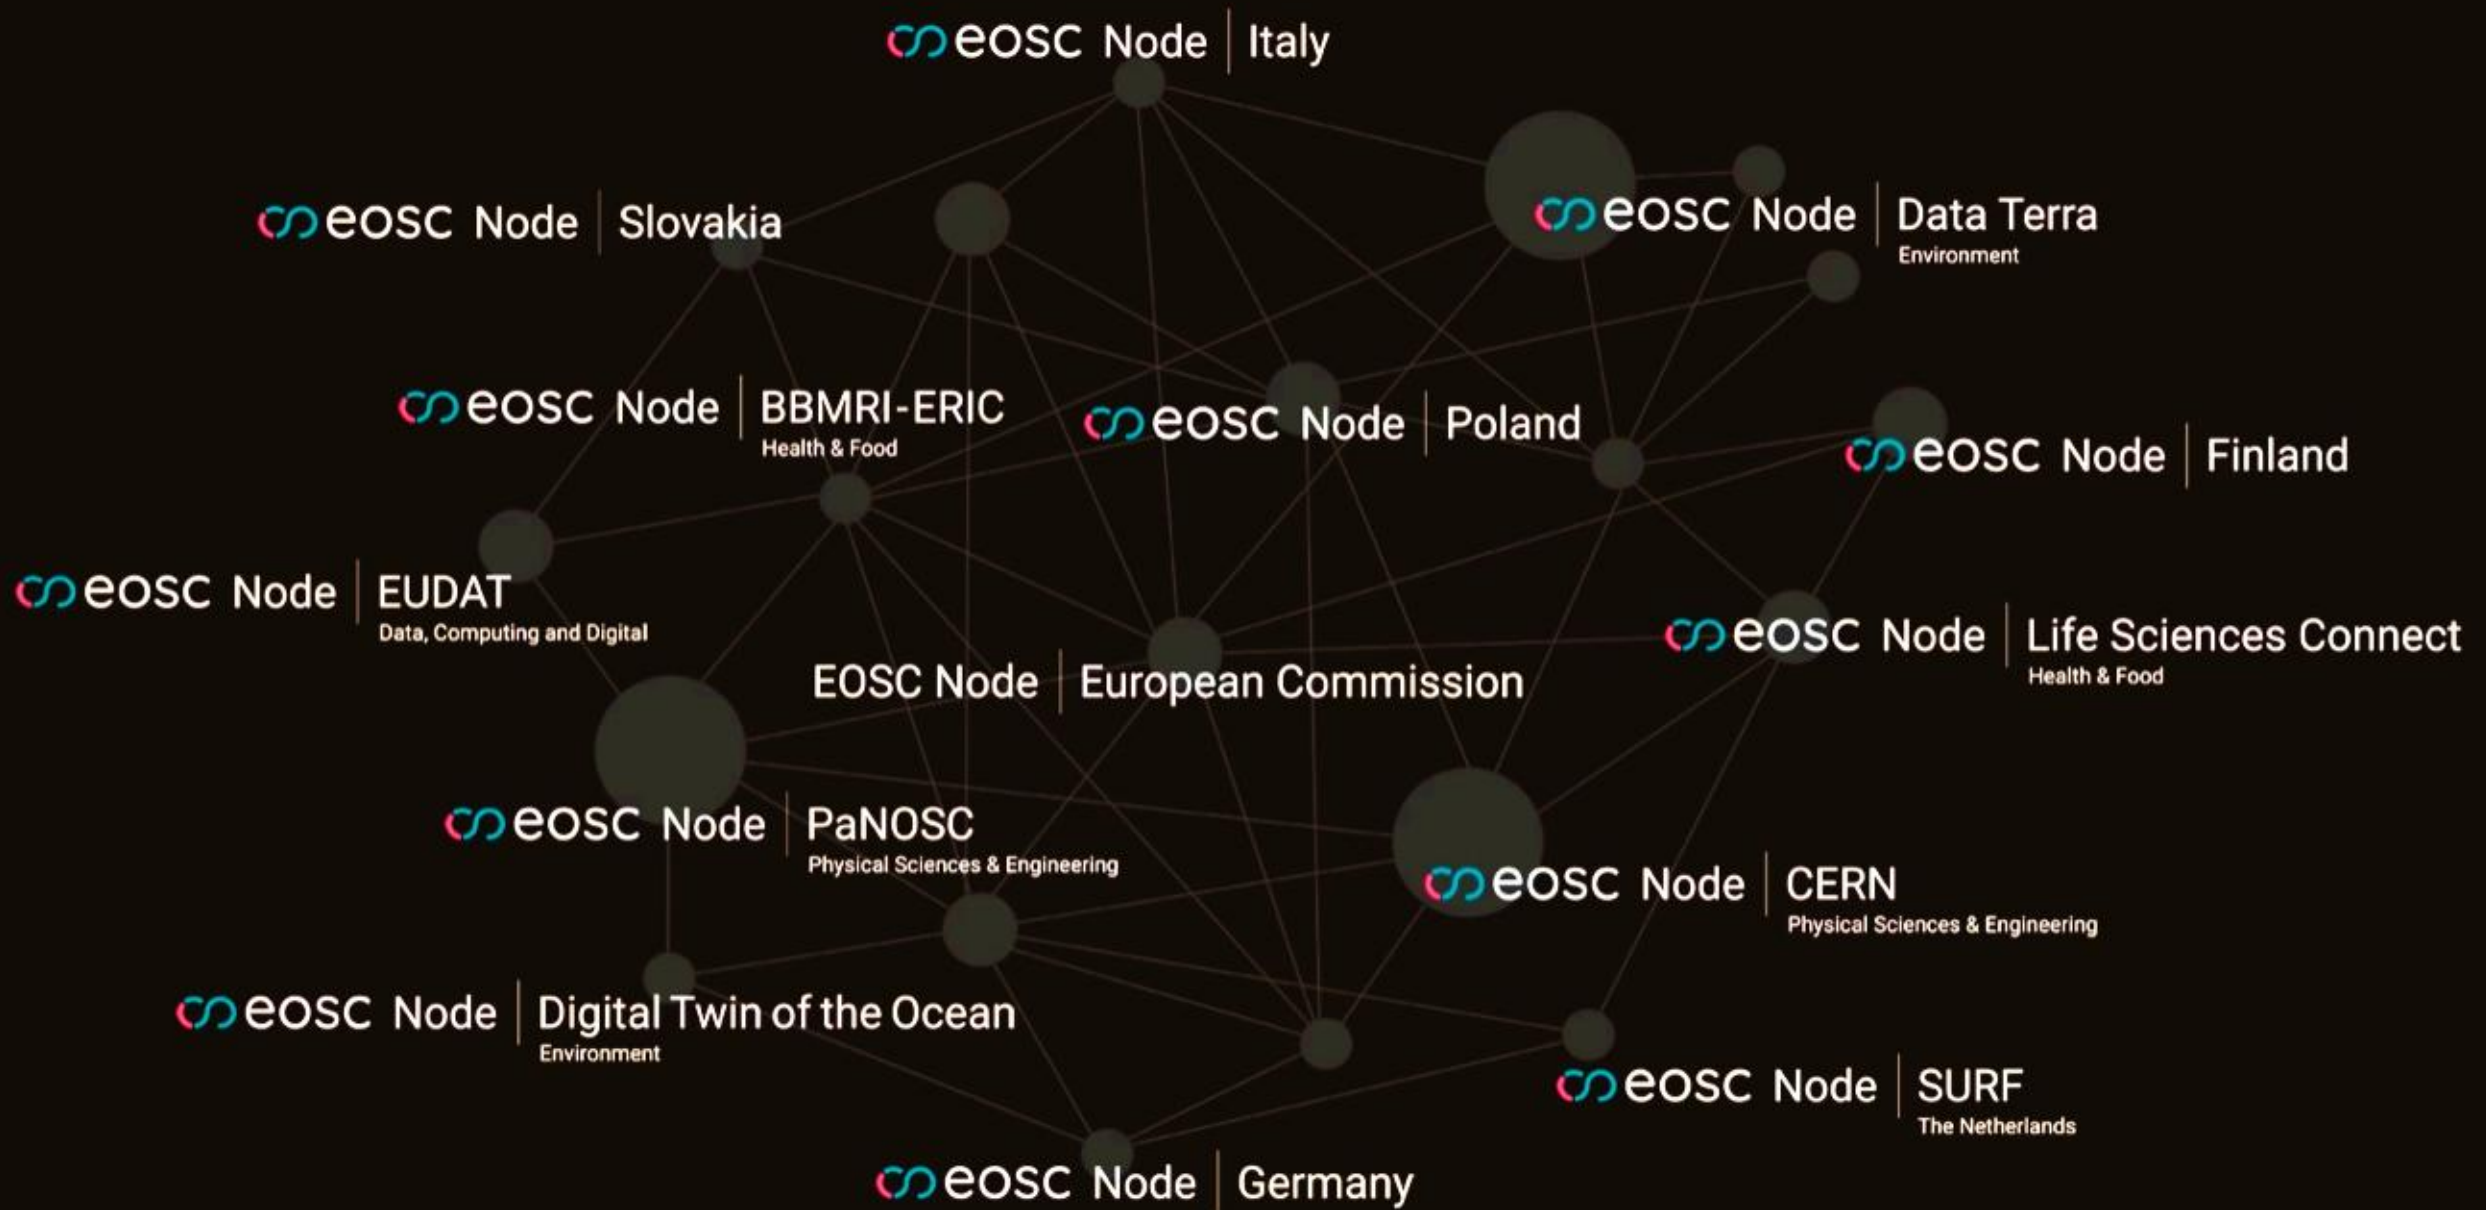 eosc Node | Italy
eosc Node | Slovakia
eosc Node | Data Terra
Environment
eosc Node | BBMRI-ERIC
Health & Food
eosc Node | Poland
eosc Node | Finland
eosc Node | EUDAT
Data, Computing and Digital
eosc Node | Life Sciences Connect
Health & Food
EOSC Node | European Commission
eosc Node | PaNOSC
Physical Sciences & Engineering
eosc Node | CERN
Physical Sciences & Engineering
eosc Node | Digital Twin of the Ocean
Environment
eosc Node | SURF
The Netherlands
eosc Node | Germany